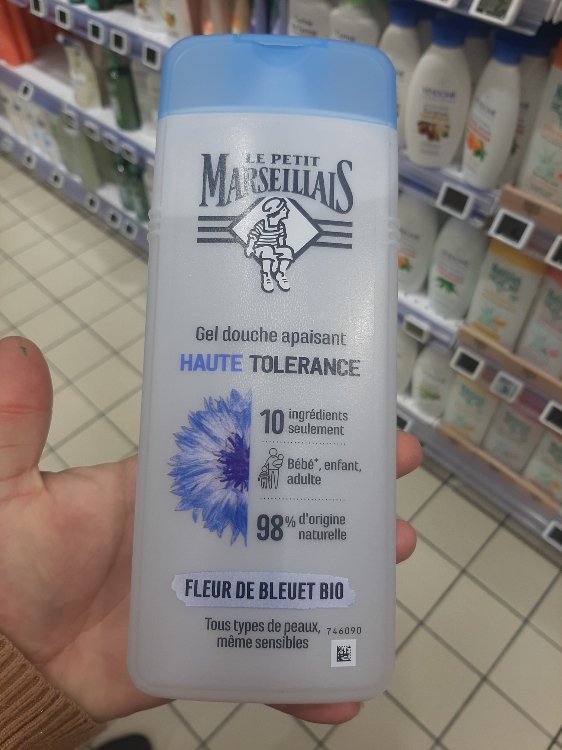 LE PETIT
MARSEILLAIS
Gel douche apaisant
HAUTE TOLERANCE
10 ingrédients
seulement
Bébé*, enfant,
adulte
98% d'origine
naturelle
FLEUR DE BLEUET BIO
Tous types de peaux,
même sensibles
746090